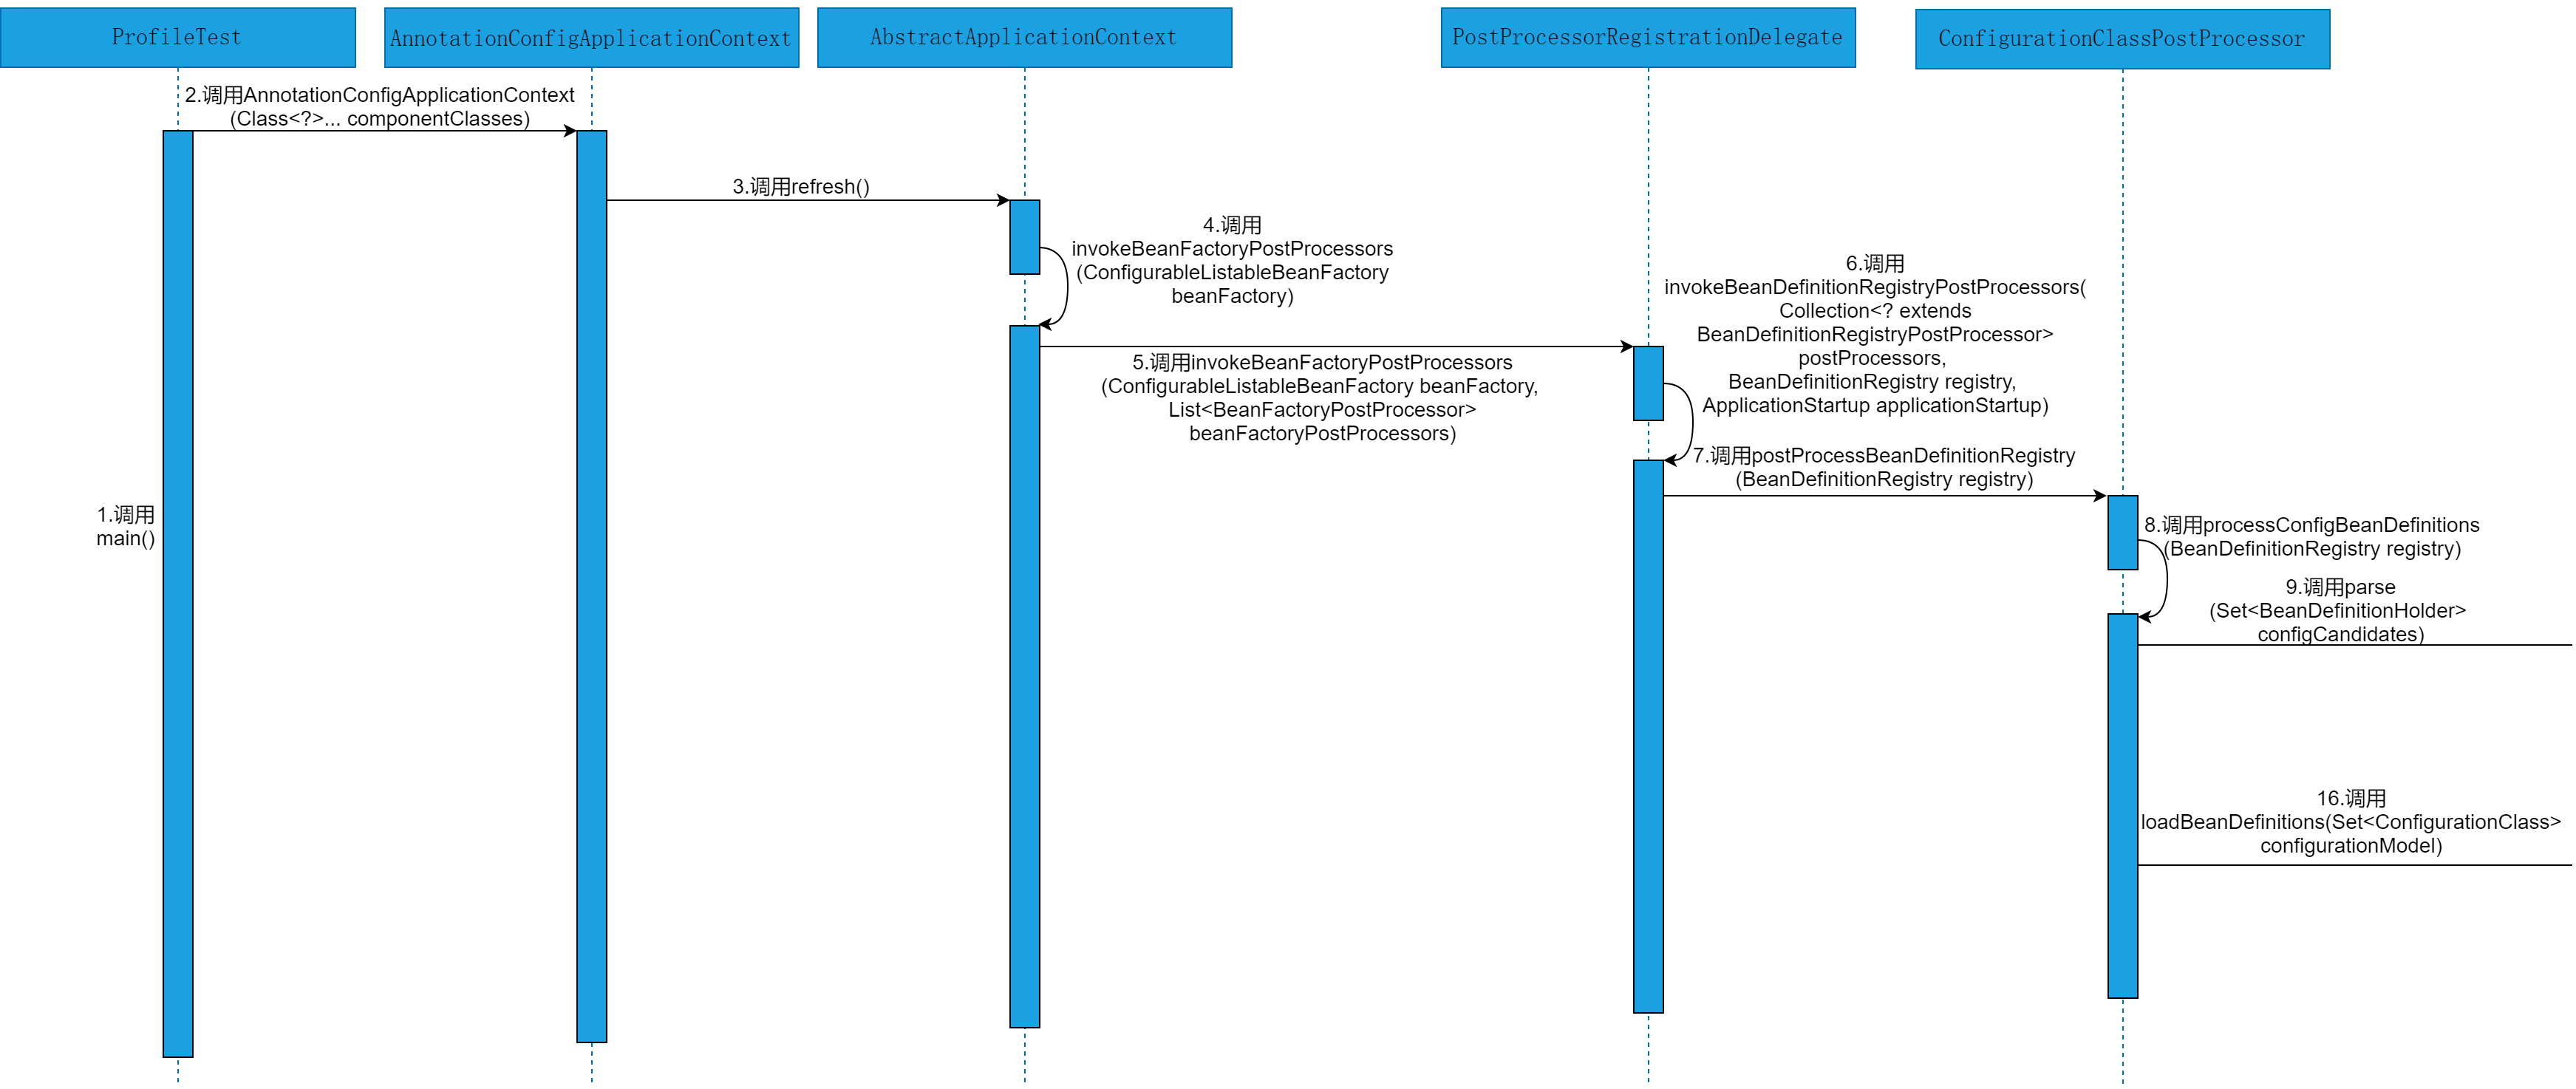 ProfileTest
AnnotationConfigApplicationContext
AbstractApplicationContext
PostProcessorRegistrationDelegate
ConfigurationClassPostProcessor
2.调用AnnotationConfigApplicationContext
(Class<?>... componentClasses)
3.调用refresh()
4.调用
invokeBeanFactoryPostProcessors
(ConfigurableListableBeanFactory
beanFactory)
5.调用invokeBeanFactoryPostProcessors
(ConfigurableListableBeanFactory beanFactory,
List<BeanFactoryPostProcessor>
beanFactoryPostProcessors)
6.调用
invokeBeanDefinitionRegistryPostProcessors(
Collection<? extends
BeanDefinitionRegistryPostProcessor>
postProcessors,
BeanDefinitionRegistry registry,
ApplicationStartup applicationStartup)
7.调用postProcessBeanDefinitionRegistry
(BeanDefinitionRegistry registry)
1.调用
main()
8.调用processConfigBeanDefinitions
(BeanDefinitionRegistry registry)
9.调用parse
(Set<BeanDefinitionHolder>
configCandidates)
16.调用
loadBeanDefinitions(Set<ConfigurationClass>
configurationModel)